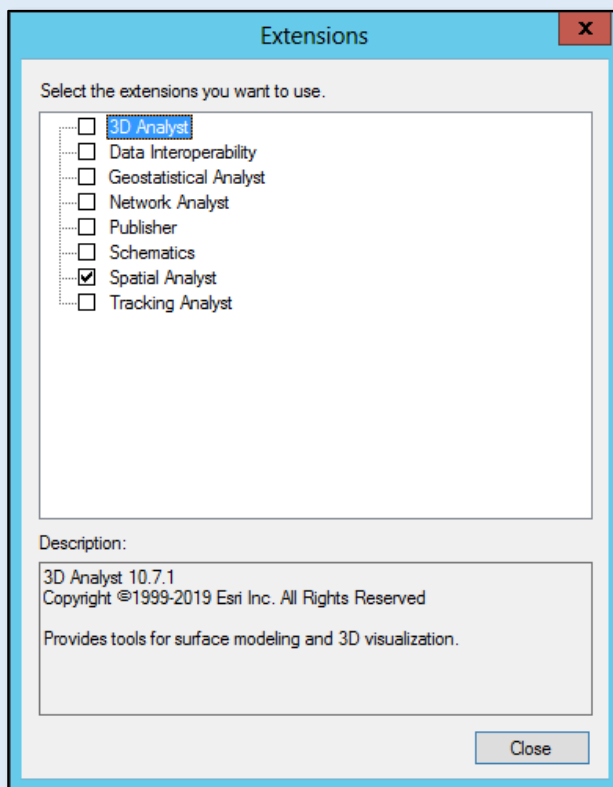 Extensions
x
Select the extensions you want to use.
3D Analyst
Data Interoperability
Geostatistical Analyst
Network Analyst
Publisher
Schematics
Spatial Analyst
Tracking Analyst
Description:
3D Analyst 10.7.1
Copyright ©1999-2019 Esri Inc. All Rights Reserved
Provides tools for surface modeling and 3D visualization.
Close